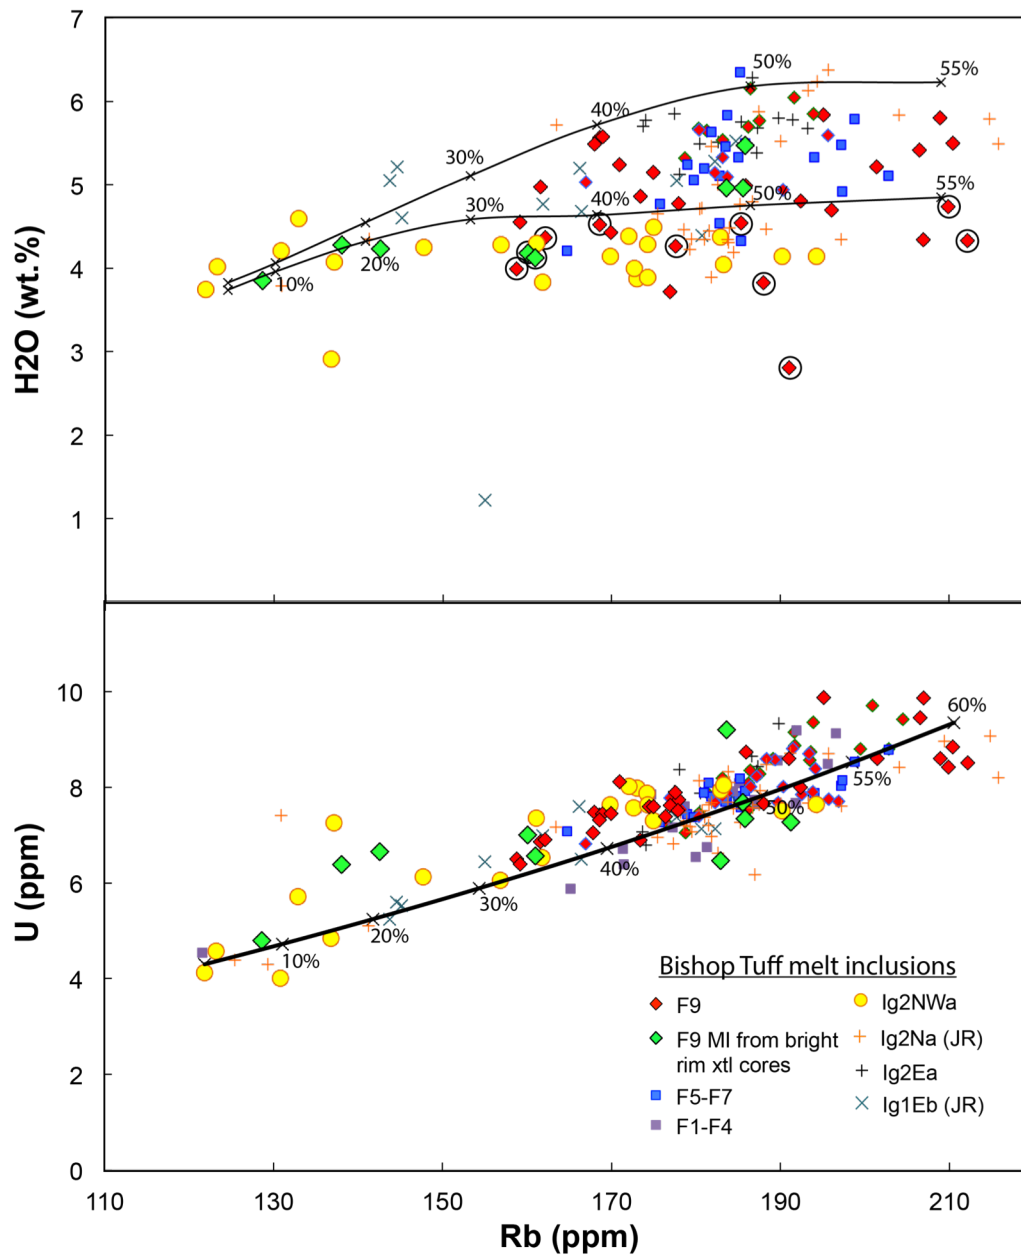 7
6
5
4
3
2
1
H2O (wt.%)
50%
55%
40%
30%
50%
55%
40%
30%
20%
10%
10
8
6
4
2
0
U (ppm)
60%
55%
50%
40%
30%
20%
10%
Bishop Tuff melt inclusions
F9
F9 MI from bright
rim xtl cores
F5-F7
F1-F4
Ig2NWa
Ig2Na (JR)
Ig2Ea
Ig1Eb (JR)
110
130
150
170
190
210
Rb (ppm)